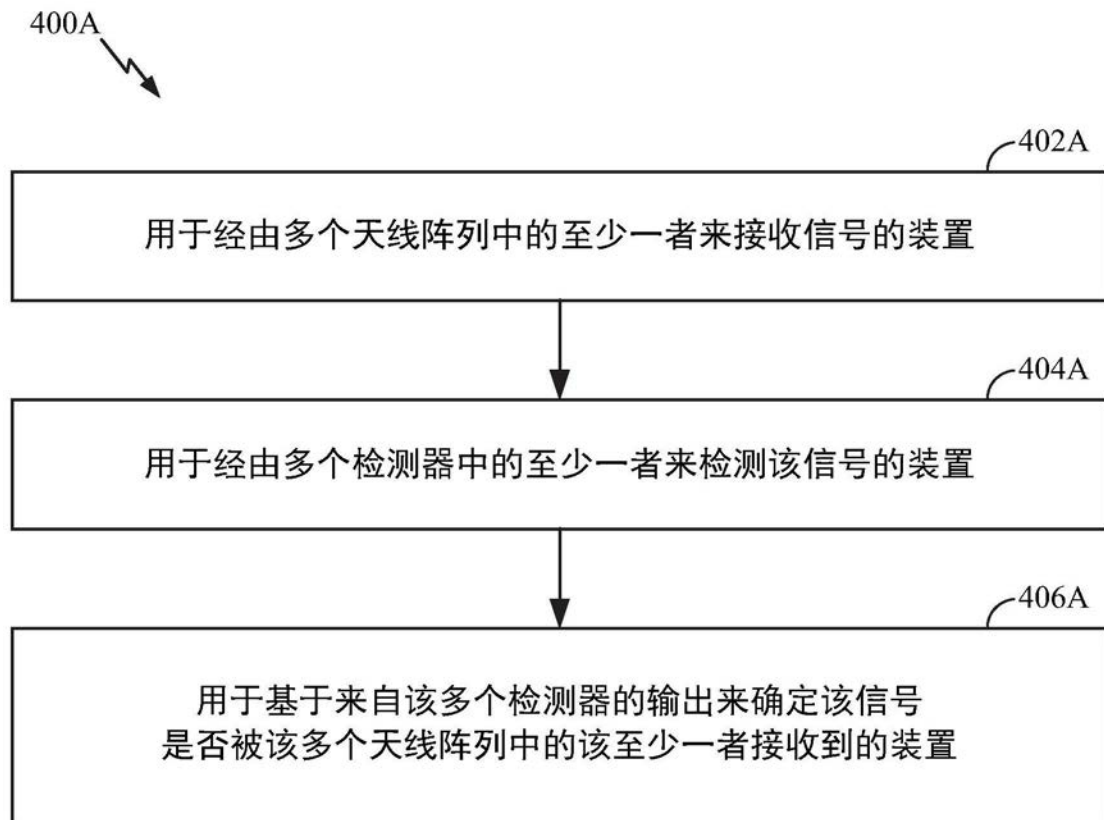 400A
402A
用于经由多个天线阵列中的至少一者来接收信号的装置
404A
用于经由多个检测器中的至少一者来检测该信号的装置
406A
用于基于来自该多个检测器的输出来确定该信号
是否被该多个天线阵列中的该至少一者接收到的装置